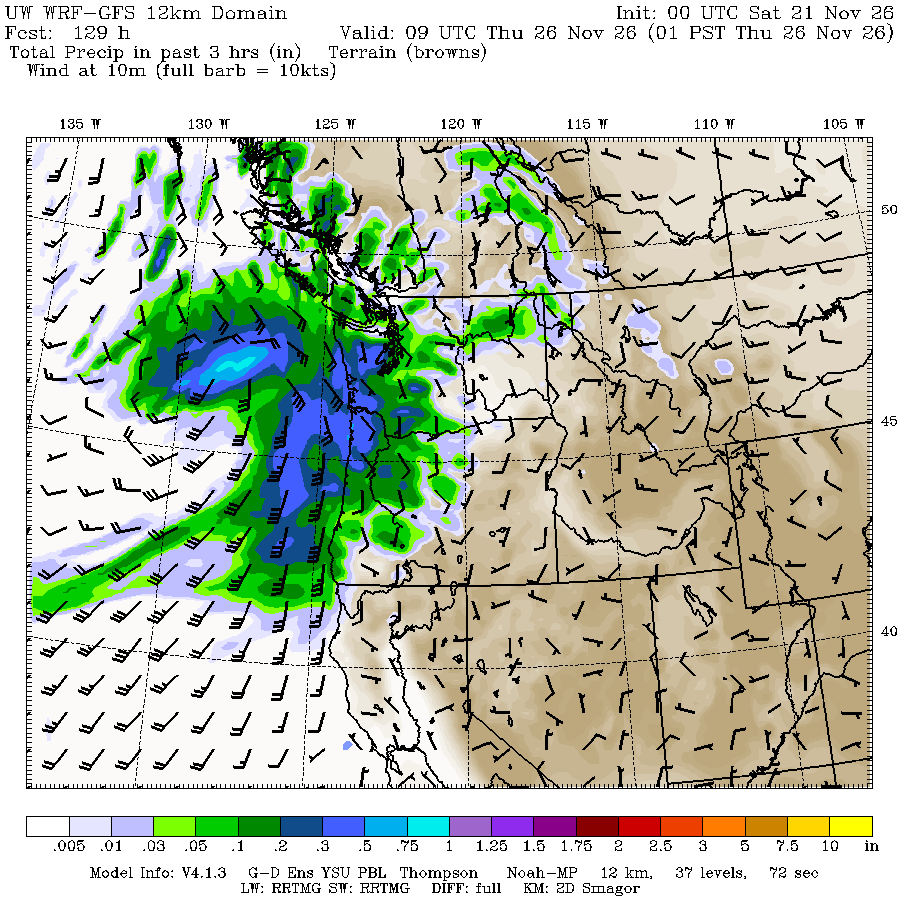 UW WRF-GFS 12km Domain Init: 00 UTC Sat 21 Nov 26
Fcst: 129 h Valid: 09 UTC Thu 26 Nov 26 (01 PST Thu 26 Nov 26)
Total Precip in past 3 hrs (in) Terrain (browns)
Wind at 10m (full barb = 10kts)
135 W 130 W 125 W 120 W 115 W 110 W 105 W
50
45
40
.005 .01 .03 .05 .1 .2 .3 .5 .75 1 1.25 1.5 1.75 2 2.5 3 5 7.5 10 in
Model Info: V4.1.3 G-D Ens YSU PBL Thompson Noah-MP 12 km, 37 levels, 72 sec
LW: RRTMG SW: RRTMG DIFF: full KM: 2D Smagor